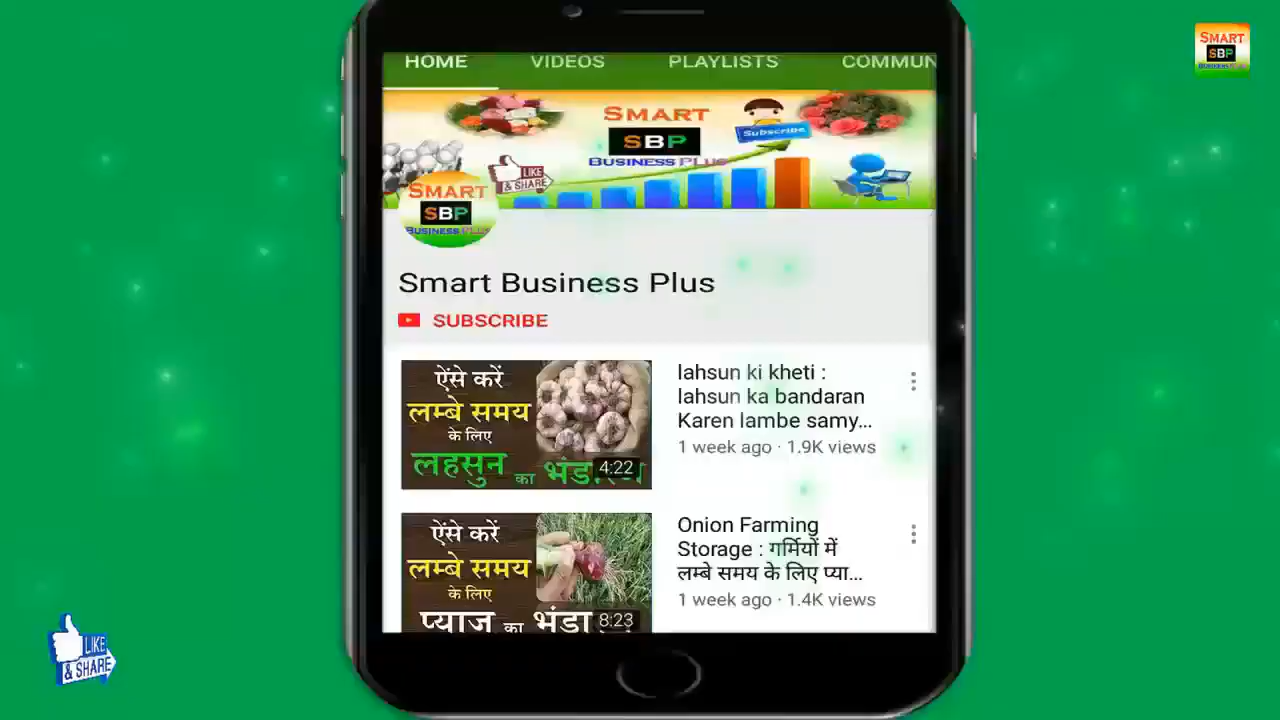 HOME VIDEOS PLAYLISTS COMMUN
SMART
SBP
BUSINESS PLUS
Subscribe
LIKE
& SHARE
SMART
SBP
BUSINESS PLUS
Smart Business Plus
SUBSCRIBE
ऐंसे करें
लम्बे समय
के लिए
लहसुन का
4:22
lahsun ki kheti :
lahsun ka bandaran
Karen lambe samy...
1 week ago · 1.9K views
ऐंसे करें
लम्बे समय
के लिए
प्याज का
8:23
Onion Farming
Storage : गर्मियों में
लम्बे समय के लिए प्या...
1 week ago · 1.4K views
SMART
SBP
BUSINESS PLUS
LIKE
& SHARE